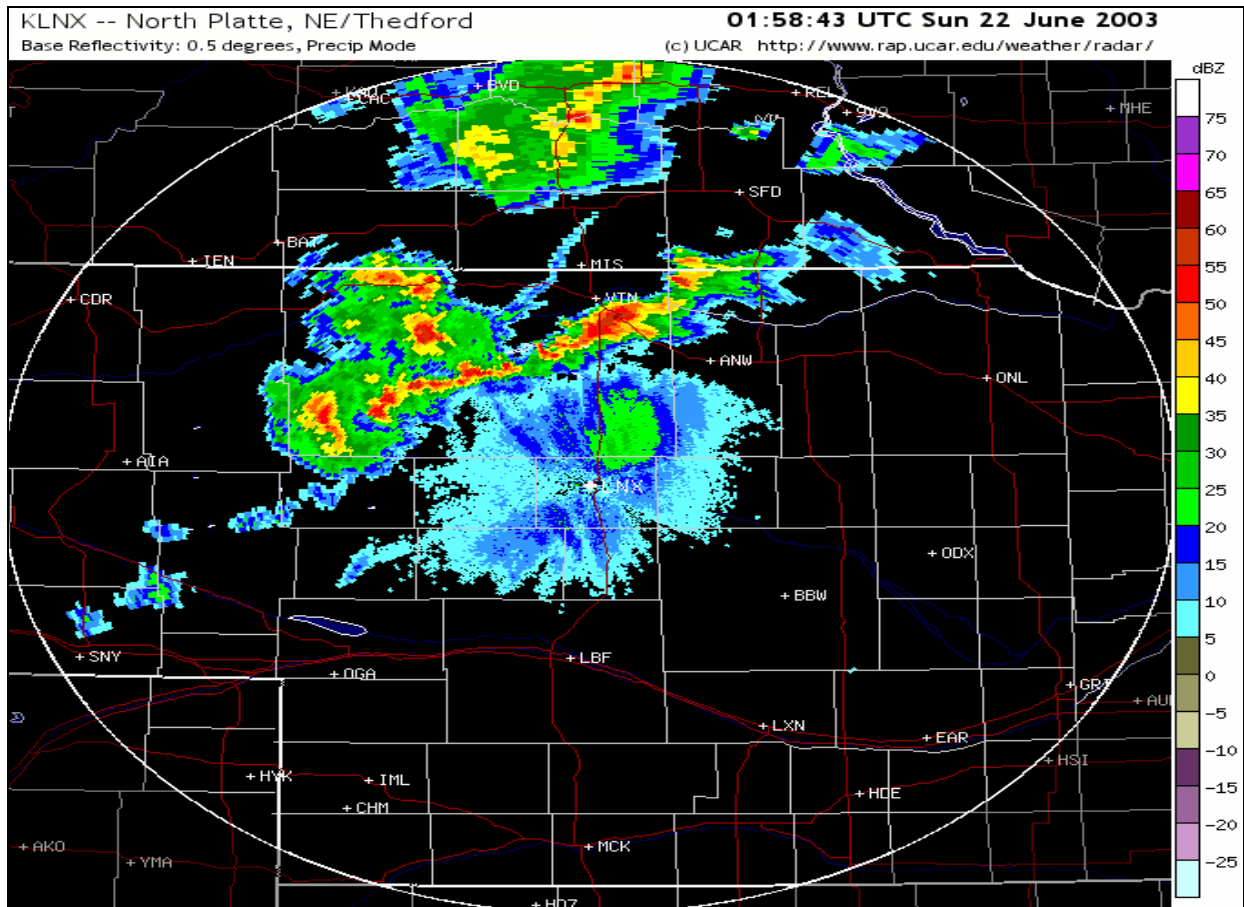 KLNX -- North Platte, NE/Thedford 01:58:43 UTC Sun 22 June 2003
Base Reflectivity: 0.5 degrees, Precip Mode (c) UCAR http://www.rap.ucar.edu/weather/radar/
dBZ
75
70
65
60
55
50
45
40
35
30
25
20
15
10
5
0
-5
-10
-15
-20
-25
+BVD
+MHE
+SFD
+BAT
+IEN
+MIS
+CDR
+VTN
+ANW
+ONL
+AIA
LNX
+ODX
+BBW
+SNY
+LBF
+OGA
+LXN
+EAR
+HSI
+IML
+HDE
+CHM
+AKO
+YMA
+MCK